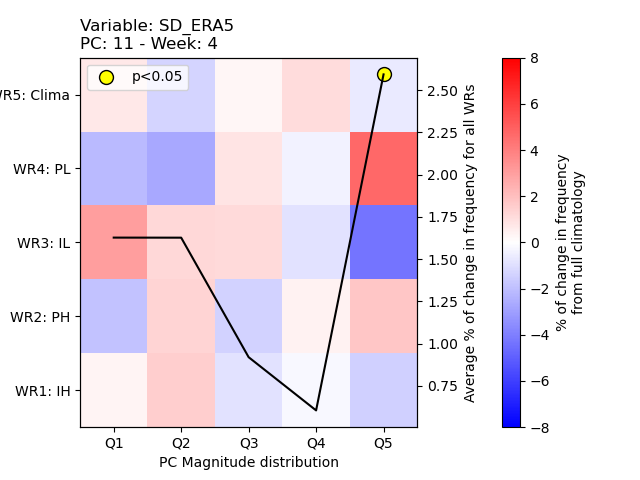 Variable: SD_ERA5
PC: 11 - Week: 4
p<0.05
R5: Clima
WR4: PL
WR3: IL
WR2: PH
WR1: IH
Q1 Q2 Q3 Q4 Q5
PC Magnitude distribution
2.50
2.25
2.00
1.75
1.50
1.25
1.00
0.75
Average % of change in frequency for all WRs
8
6
4
2
0
−2
−4
−6
−8
% of change in frequency
from full climatology